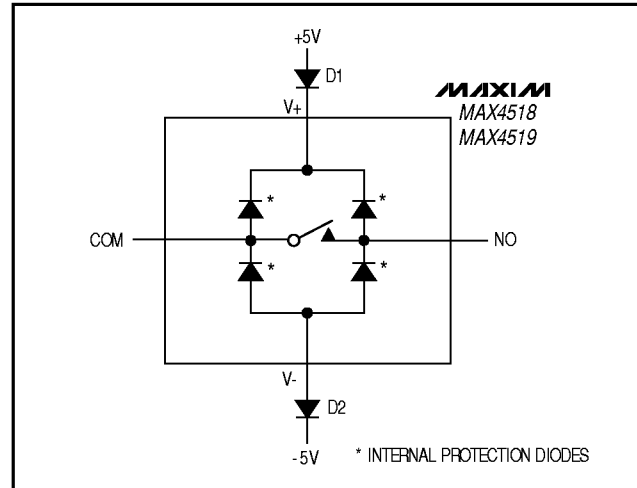 +5V
D1
V+
MAXIM
MAX4518
MAX4519
*
*
COM
NO
*
*
V-
D2
-5V
* INTERNAL PROTECTION DIODES